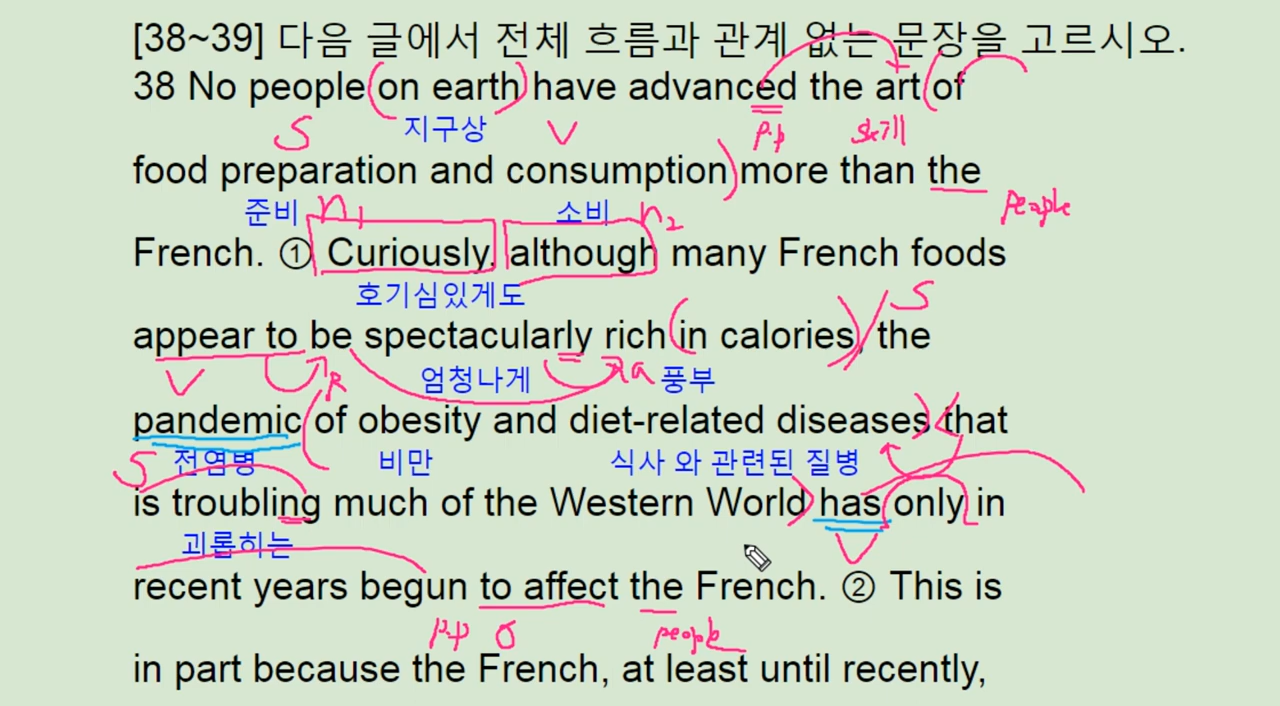 [38~39] 다음 글에서 전체 흐름과 관계 없는 문장을 고르시오.
38 No people on earth have advanced the art of
S 지구상 V p.p
food preparation and consumption more than the
준비 n1 소비 n2 people
French. ① Curiously, although many French foods
호기심있게도 S
appear to be spectacularly rich in calories, the
V R 엄청나게 a 풍부
pandemic of obesity and diet-related diseases that
S 전염병 비만 식사 와 관련된 질병
is troubling much of the Western World has only in
괴롭히는 V
recent years begun to affect the French. ② This is
p.p O people
in part because the French, at least until recently,